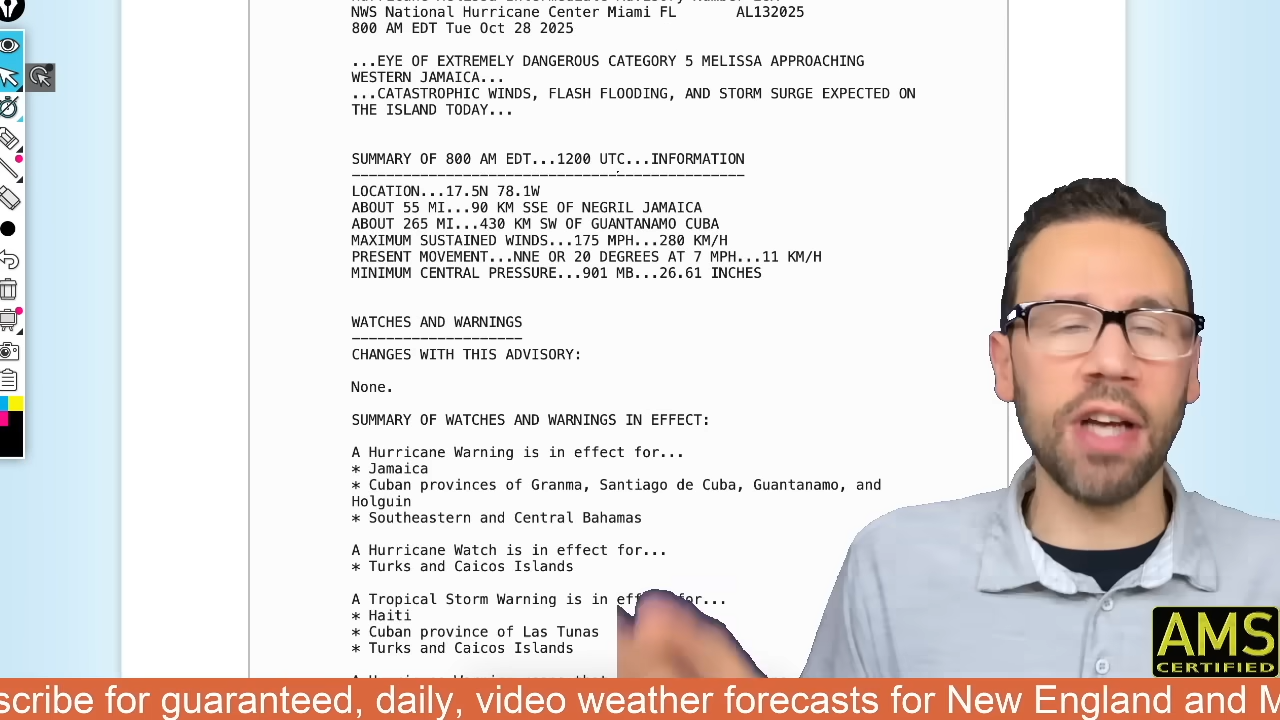 NWS National Hurricane Center Miami FL       AL132025
800 AM EDT Tue Oct 28 2025
...EYE OF EXTREMELY DANGEROUS CATEGORY 5 MELISSA APPROACHING
WESTERN JAMAICA...
...CATASTROPHIC WINDS, FLASH FLOODING, AND STORM SURGE EXPECTED ON
THE ISLAND TODAY...
SUMMARY OF 800 AM EDT...1200 UTC...INFORMATION
LOCATION...17.5N 78.1W
ABOUT 55 MI...90 KM SSE OF NEGRIL JAMAICA
ABOUT 265 MI...430 KM SW OF GUANTANAMO CUBA
MAXIMUM SUSTAINED WINDS...175 MPH...280 KM/H
PRESENT MOVEMENT...NNE OR 20 DEGREES AT 7 MPH...11 KM/H
MINIMUM CENTRAL PRESSURE...901 MB...26.61 INCHES
WATCHES AND WARNINGS
CHANGES WITH THIS ADVISORY:
None.
SUMMARY OF WATCHES AND WARNINGS IN EFFECT:
A Hurricane Warning is in effect for...
* Jamaica
* Cuban provinces of Granma, Santiago de Cuba, Guantanamo, and
Holguin
* Southeastern and Central Bahamas
A Hurricane Watch is in effect for...
* Turks and Caicos Islands
A Tropical Storm Warning is in effect for...
* Haiti
* Cuban province of Las Tunas
* Turks and Caicos Islands
AMS
CERTIFIED
scribe for guaranteed, daily, video weather forecasts for New England and M